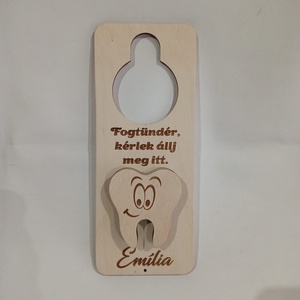 Fogtündér,
kérlek állj
meg itt.
Emília